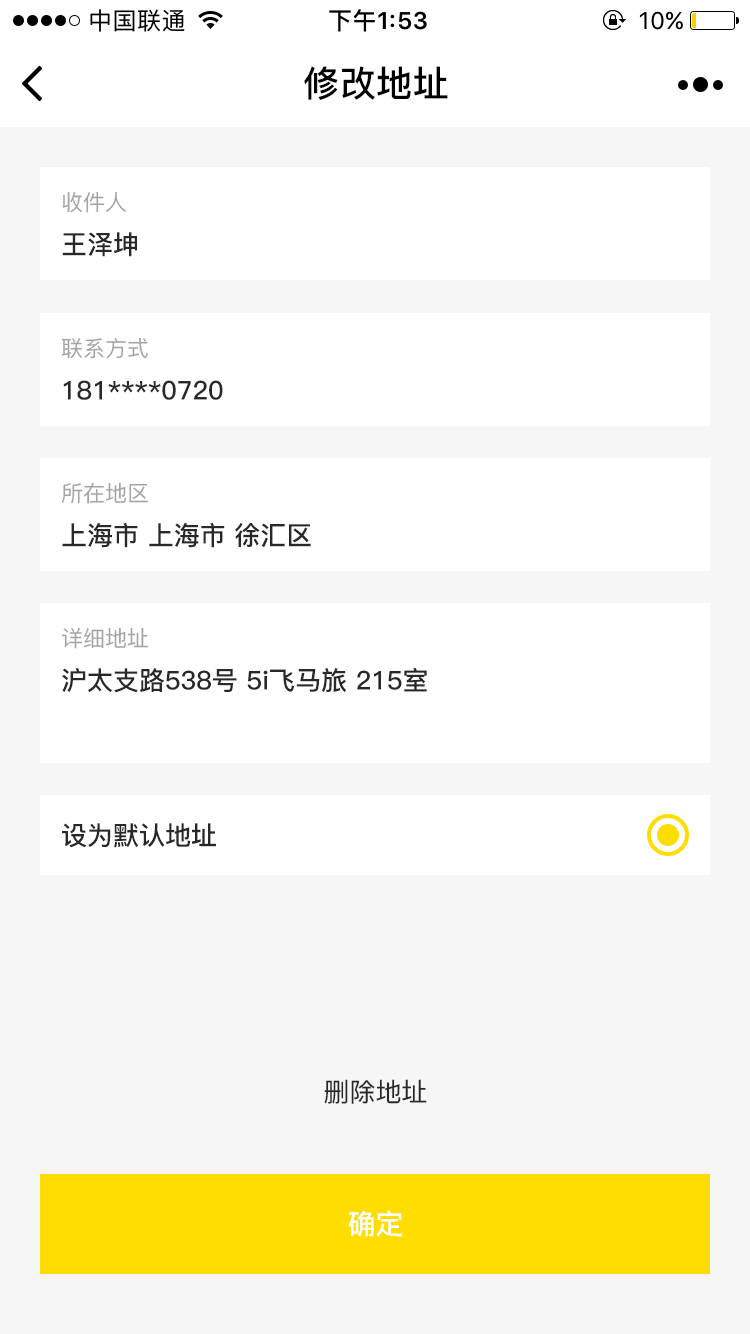 中国联通
下午1:53
10%
修改地址
收件人
王泽坤
联系方式
181****0720
所在地区
上海市 上海市 徐汇区
详细地址
沪太支路538号 5i飞马旅 215室
设为默认地址
删除地址
确定